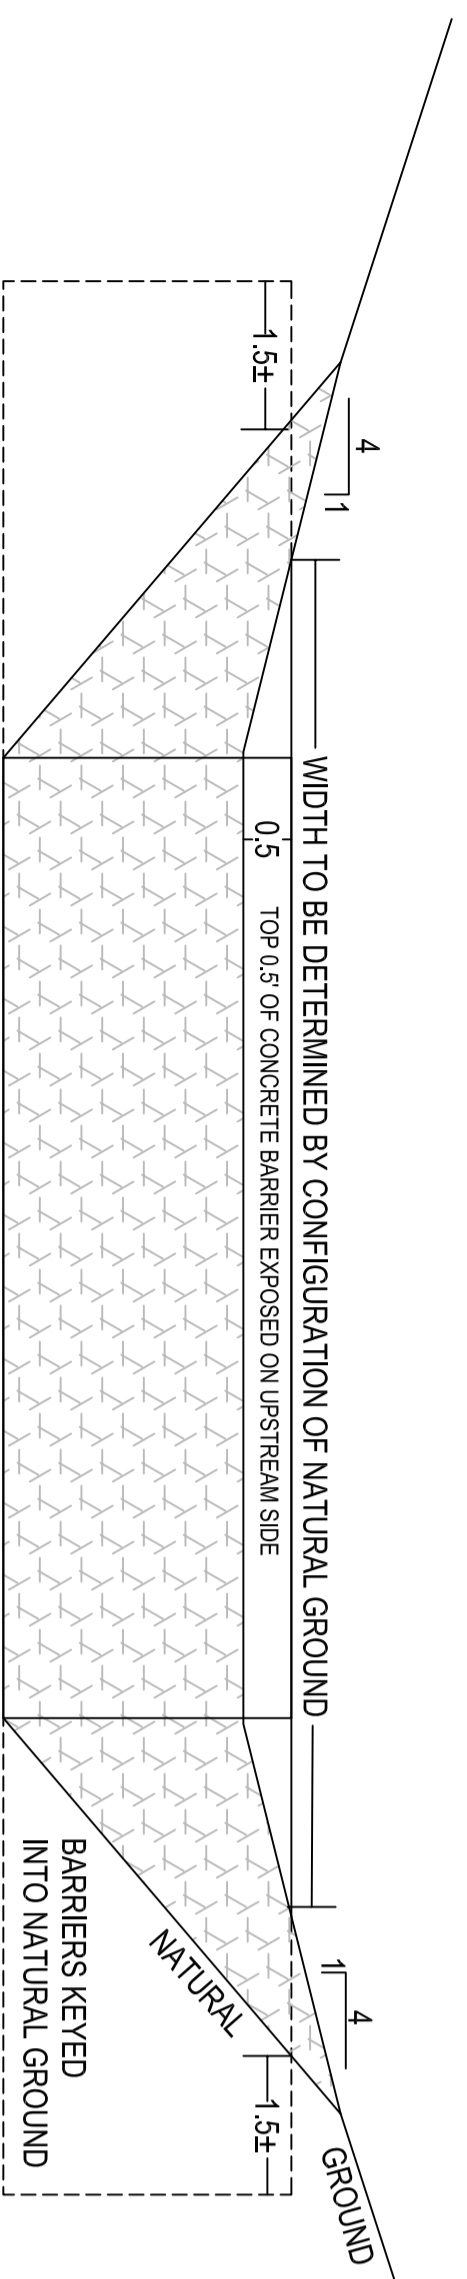 1.5±
4
1
WIDTH TO BE DETERMINED BY CONFIGURATION OF NATURAL GROUND
0.5
TOP 0.5' OF CONCRETE BARRIER EXPOSED ON UPSTREAM SIDE
1
4
NATURAL
GROUND
1.5±
BARRIERS KEYED
INTO NATURAL GROUND